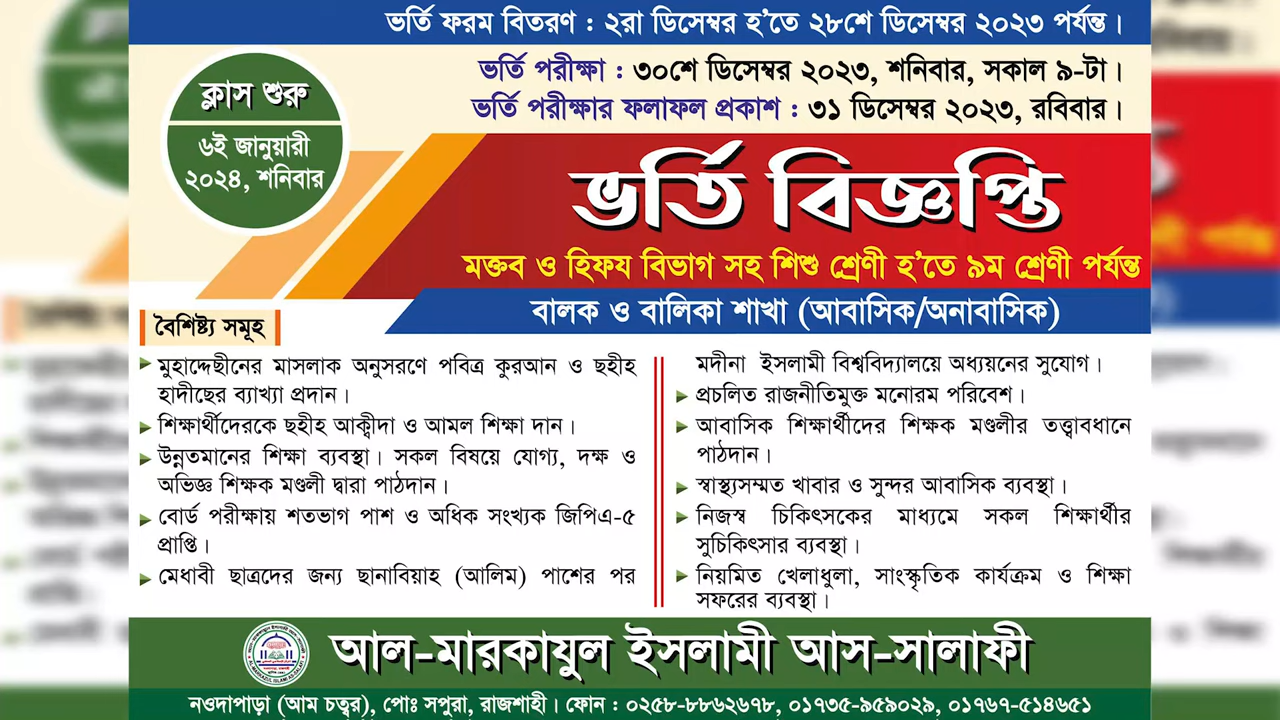 ভর্তি ফরম বিতরণ : ২রা ডিসেম্বর হ'তে ২৮শে ডিসেম্বর ২০২৩ পর্যন্ত।
ভর্তি পরীক্ষা : ৩০শে ডিসেম্বর ২০২৩, শনিবার, সকাল ৯-টা।
ভর্তি পরীক্ষার ফলাফল প্রকাশ : ৩১ ডিসেম্বর ২০২৩, রবিবার।
ক্লাস শুরু
৬ই জানুয়ারী
২০২৪, শনিবার
ভর্তি বিজ্ঞপ্তি
মক্তব ও হিফয বিভাগ সহ শিশু শ্রেণী হ'তে ৯ম শ্রেণী পর্যন্ত
বালক ও বালিকা শাখা (আবাসিক/অনাবাসিক)
বৈশিষ্ট্য সমূহ
মুহাদ্দেছীনের মাসলাক অনুসরণে পবিত্র কুরআন ও ছহীহ
হাদীছের ব্যাখ্যা প্রদান।
শিক্ষার্থীদেরকে ছহীহ আক্বীদা ও আমল শিক্ষা দান।
উন্নতমানের শিক্ষা ব্যবস্থা। সকল বিষয়ে যোগ্য, দক্ষ ও
অভিজ্ঞ শিক্ষক মণ্ডলী দ্বারা পাঠদান।
বোর্ড পরীক্ষায় শতভাগ পাশ ও অধিক সংখ্যক জিপিএ-৫
প্রাপ্তি।
মেধাবী ছাত্রদের জন্য ছানাবিয়াহ (আলিম) পাশের পর
মদীনা ইসলামী বিশ্ববিদ্যালয়ে অধ্যয়নের সুযোগ।
প্রচলিত রাজনীতিমুক্ত মনোরম পরিবেশ।
আবাসিক শিক্ষার্থীদের শিক্ষক মণ্ডলীর তত্ত্বাবধানে
পাঠদান।
স্বাস্থ্যসম্মত খাবার ও সুন্দর আবাসিক ব্যবস্থা।
নিজস্ব চিকিৎসকের মাধ্যমে সকল শিক্ষার্থীর
সুচিকিৎসার ব্যবস্থা।
নিয়মিত খেলাধুলা, সাংস্কৃতিক কার্যক্রম ও শিক্ষা
সফরের ব্যবস্থা।
আল-মারকাযুল ইসলামী আস-সালাফী
নওদাপাড়া (আম চত্বর), পোঃ সপুরা, রাজশাহী। ফোন : ০২৫৮-৮৮৬২৬৭৮, ০১৭৩৫-৯৫৯০২৯, ০১৭৬৭-৫১৪৬৫১